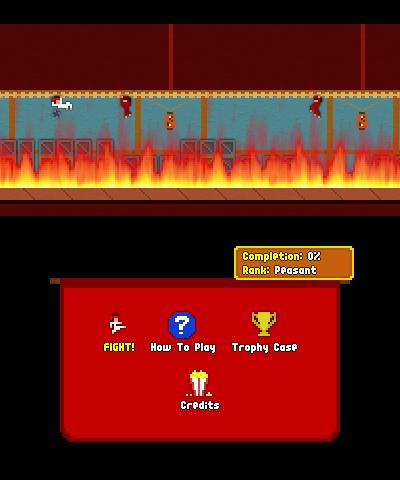 Completion: 0%
Rank: Peasant
?
FIGHT!
How To Play
Trophy Case
Credits